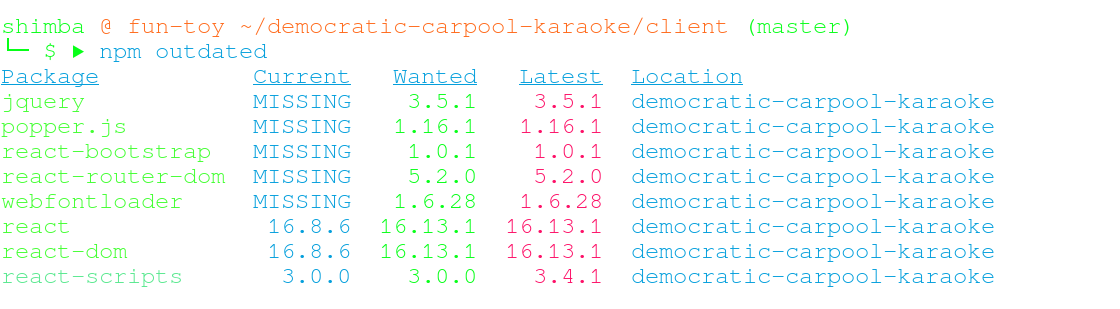 shimba @ fun-toy ~/democratic-carpool-karaoke/client (master)
└─ $ ▶ npm outdated
Package Current Wanted Latest Location
jquery MISSING 3.5.1 3.5.1 democratic-carpool-karaoke
popper.js MISSING 1.16.1 1.16.1 democratic-carpool-karaoke
react-bootstrap MISSING 1.0.1 1.0.1 democratic-carpool-karaoke
react-router-dom MISSING 5.2.0 5.2.0 democratic-carpool-karaoke
webfontloader MISSING 1.6.28 1.6.28 democratic-carpool-karaoke
react 16.8.6 16.13.1 16.13.1 democratic-carpool-karaoke
react-dom 16.8.6 16.13.1 16.13.1 democratic-carpool-karaoke
react-scripts 3.0.0 3.0.0 3.4.1 democratic-carpool-karaoke